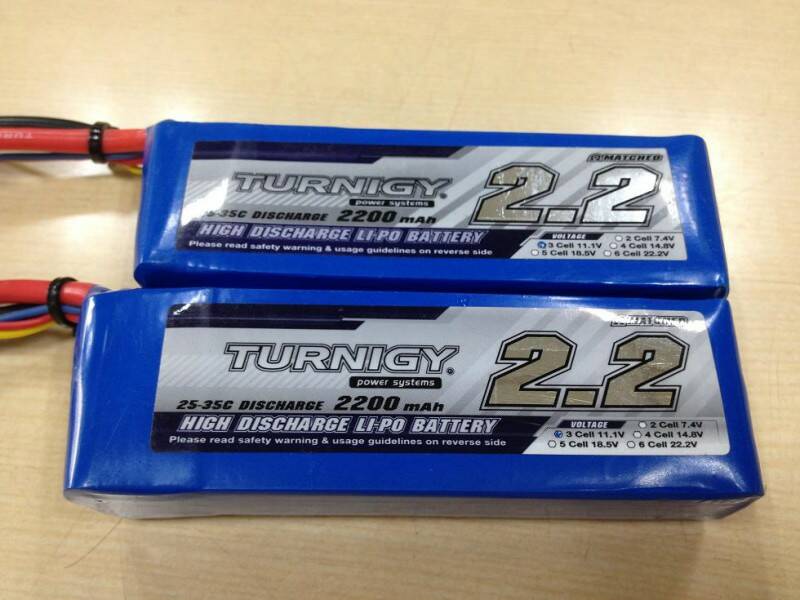 TURNIGY
power systems
25-35C DISCHARGE 2200 mAh
HIGH DISCHARGE LI-PO BATTERY
Please read safety warning & usage guidelines on reverse side
MATCHED
2.2
VOLTAGE
2 Cell 7.4V
3 Cell 11.1V
4 Cell 14.8V
5 Cell 18.5V
6 Cell 22.2V
TURNIGY
power systems
25-35C DISCHARGE 2200 mAh
HIGH DISCHARGE LI-PO BATTERY
Please read safety warning & usage guidelines on reverse side
MATCHED
2.2
VOLTAGE
2 Cell 7.4V
3 Cell 11.1V
4 Cell 14.8V
5 Cell 18.5V
6 Cell 22.2V